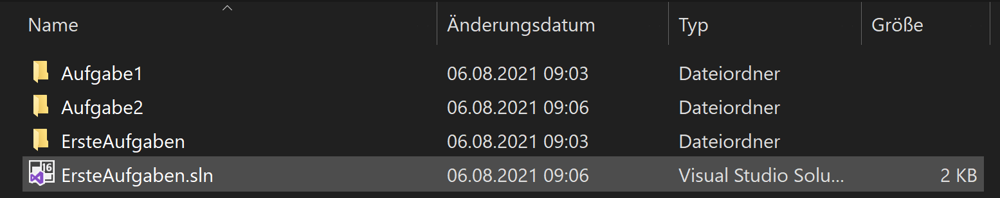 Name Änderungsdatum Typ Größe
Aufgabe1 06.08.2021 09:03 Dateiordner
Aufgabe2 06.08.2021 09:06 Dateiordner
ErsteAufgaben 06.08.2021 09:03 Dateiordner
16 ErsteAufgaben.sln 06.08.2021 09:06 Visual Studio Solu... 2 KB